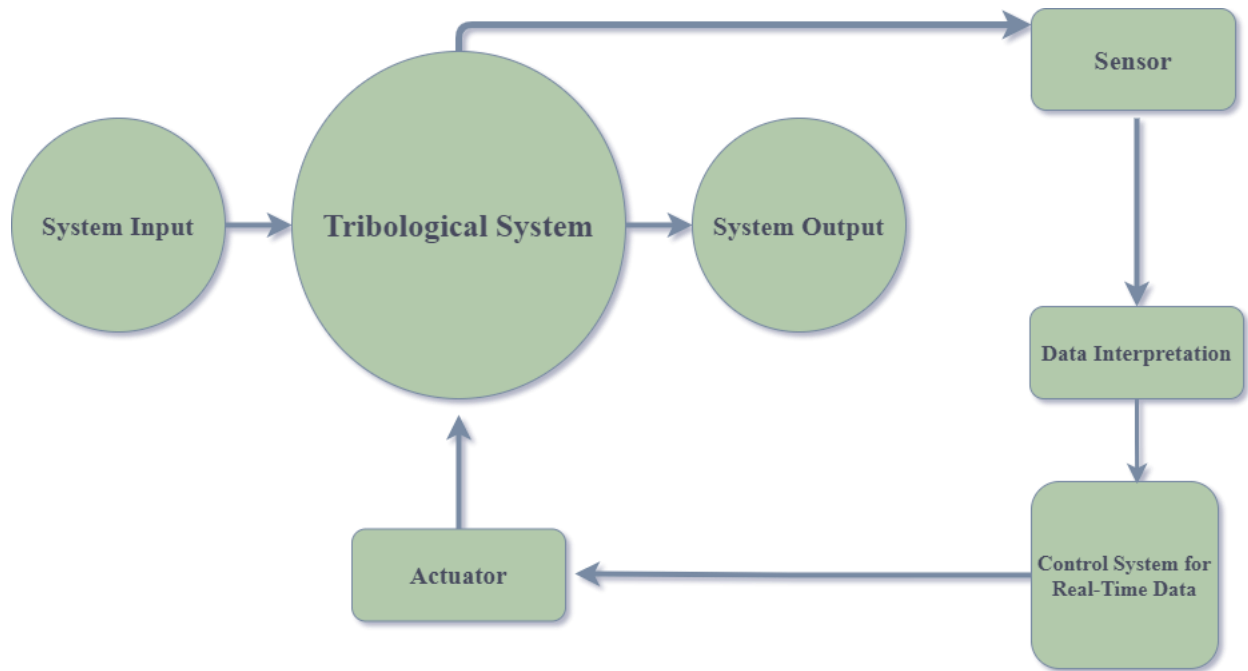 Sensor
System Input
Tribological System
System Output
Data Interpretation
Actuator
Control System for
Real-Time Data